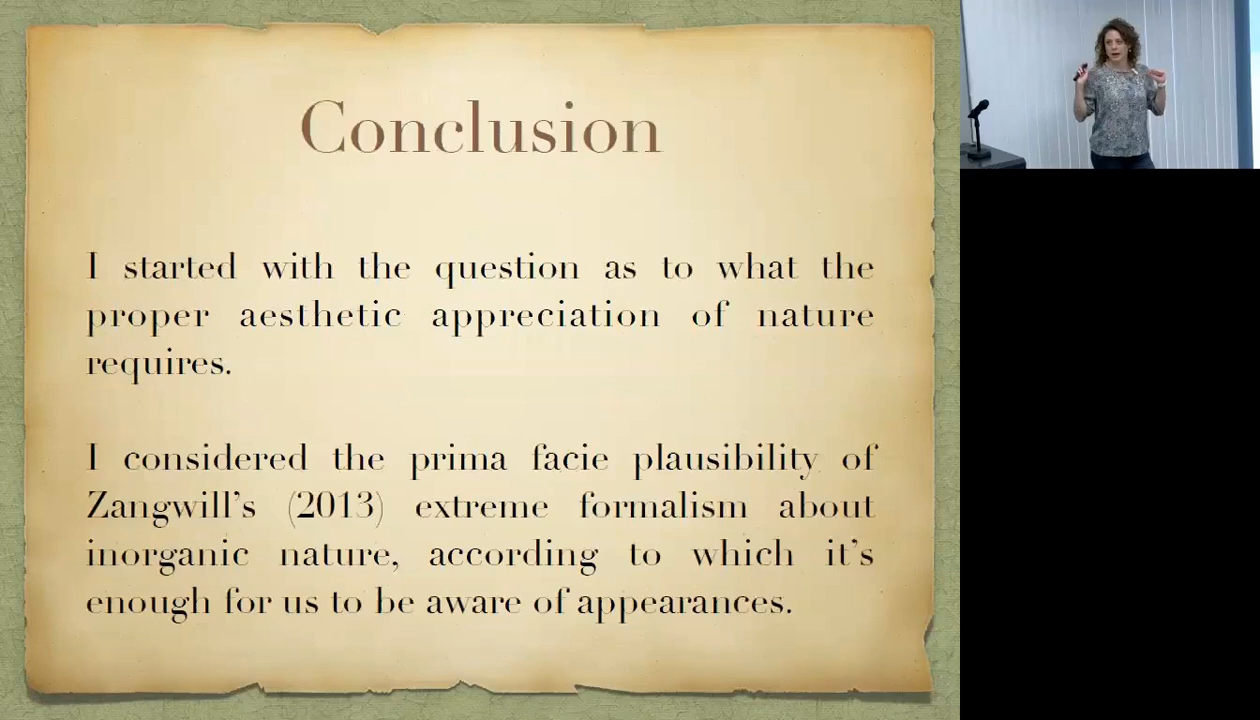 Conclusion
I started with the question as to what the
proper aesthetic appreciation of nature
requires.
I considered the prima facie plausibility of
Zangwill’s (2013) extreme formalism about
inorganic nature, according to which it’s
enough for us to be aware of appearances.